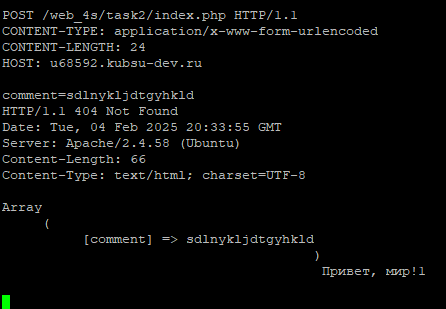 POST /web_4s/task2/index.php HTTP/1.1
CONTENT-TYPE: application/x-www-form-urlencoded
CONTENT-LENGTH: 24
HOST: u68592.kubsu-dev.ru

comment=sdlnykljdtgyhkld
HTTP/1.1 404 Not Found
Date: Tue, 04 Feb 2025 20:33:55 GMT
Server: Apache/2.4.58 (Ubuntu)
Content-Length: 66
Content-Type: text/html; charset=UTF-8

Array
(
[comment] => sdlnykljdtgyhkld
)
Привет, мир!1